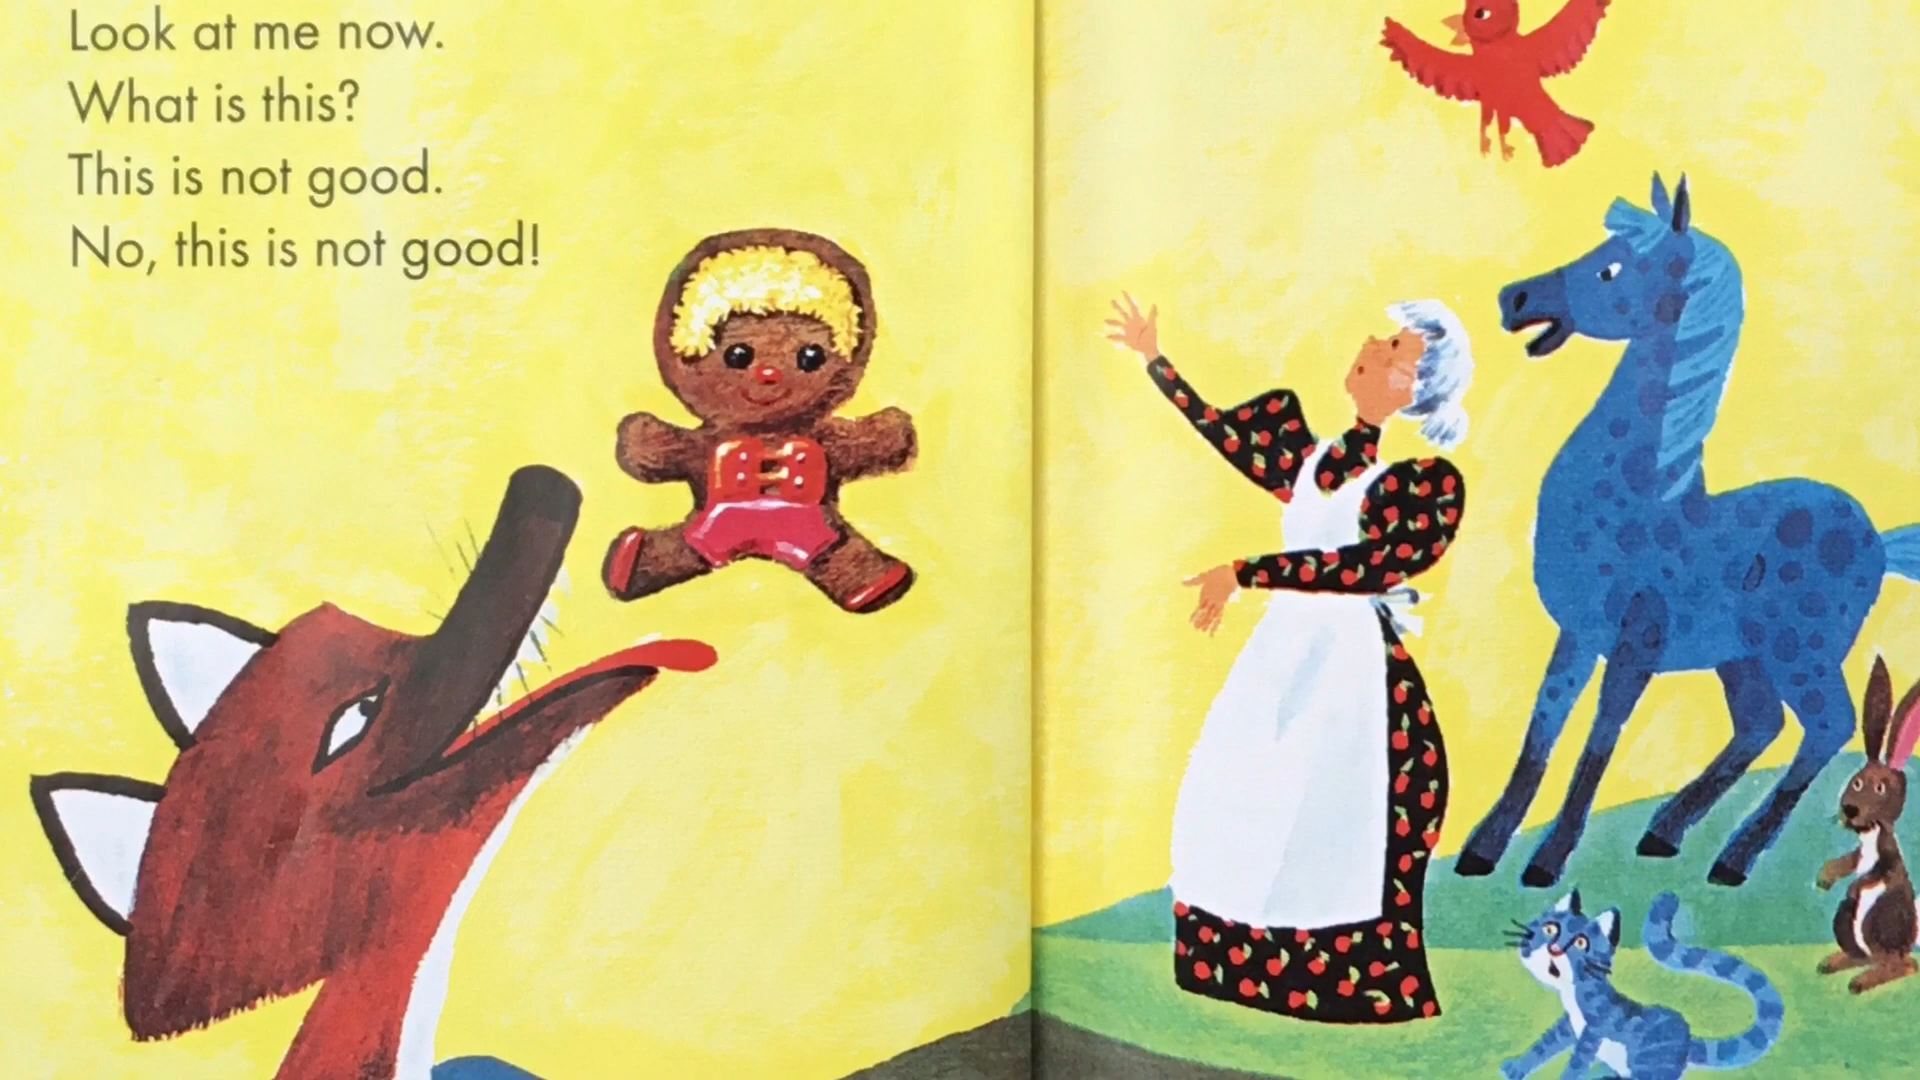 Look at me now.
What is this?
This is not good.
No, this is not good!